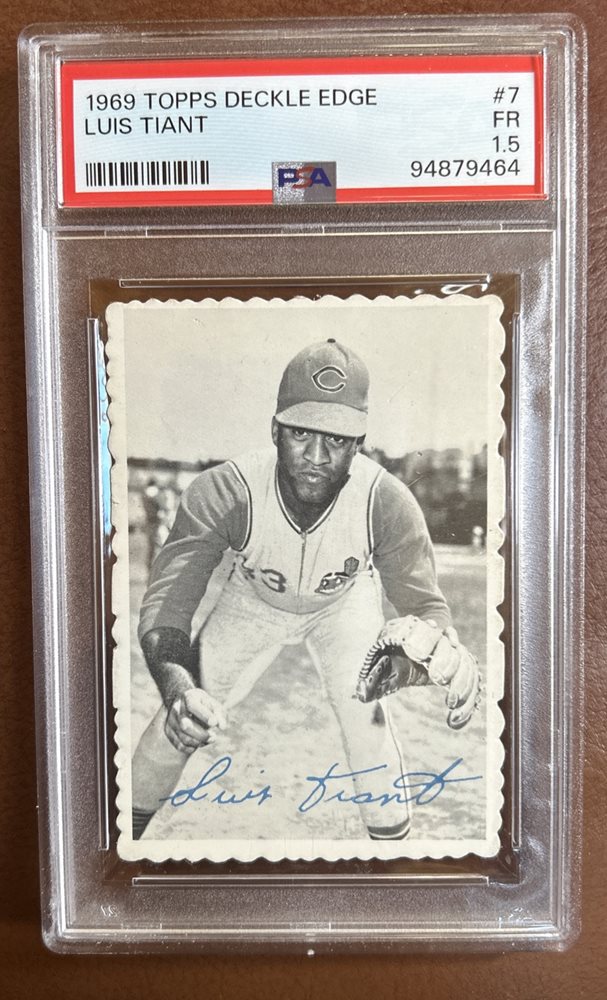 1969 TOPPS DECKLE EDGE #7
LUIS TIANT FR
1.5
94879464
PSA
C
33
Luis Tiant